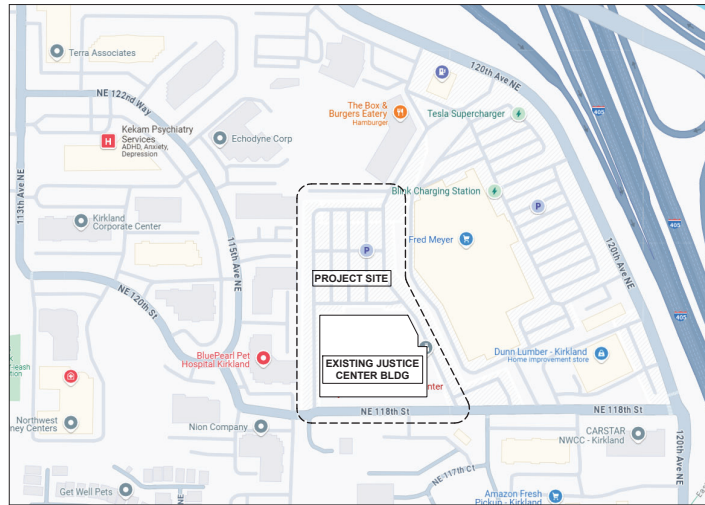 Terra Associates
120th Ave NE
NE 122nd Way
The Box &
Burgers Eatery
Hamburger
Tesla Supercharger
405
Kekam Psychiatry
Services
ADHD, Anxiety,
Depression
H
Echodyne Corp
113th Ave NE
Blink Charging Station
P
Kirkland
Corporate Center
115th Ave NE
Fred Meyer
405
P
PROJECT SITE
NE 120th St
120th Ave NE
405
BluePearl Pet
Hospital Kirkland
EXISTING JUSTICE
CENTER BLDG
Dunn Lumber - Kirkland
Home improvement store
nter
NE 118th St
NE 118th St
Northwest
ney Centers
Nion Company
CARSTAR
NWCC - Kirkland
120th Ave NE
NE 117th Ct
Get Well Pets
NE
Amazon Fresh
Pickup - Kirkland